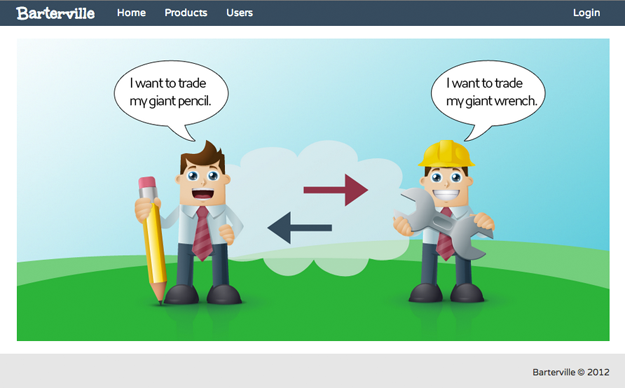 Barterville Home Products Users Login
I want to trade
my giant pencil.
I want to trade
my giant wrench.
Barterville © 2012